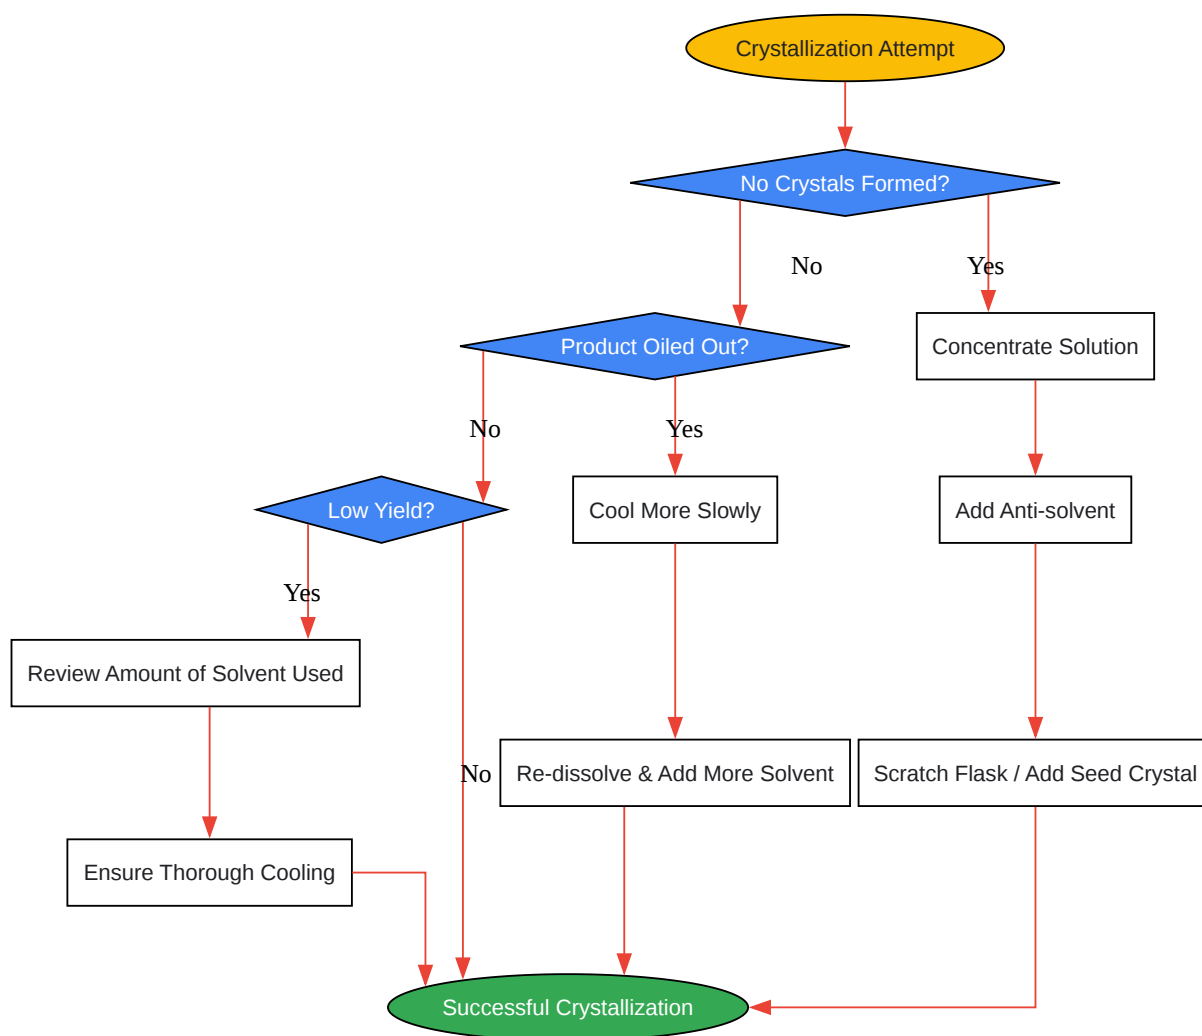 Crystallization Attempt
No Crystals Formed?
No
Yes
Product Oiled Out?
Concentrate Solution
No
Yes
Low Yield?
Cool More Slowly
Add Anti-solvent
Yes
Review Amount of Solvent Used
No
Re-dissolve & Add More Solvent
Scratch Flask / Add Seed Crystal
Ensure Thorough Cooling
Successful Crystallization